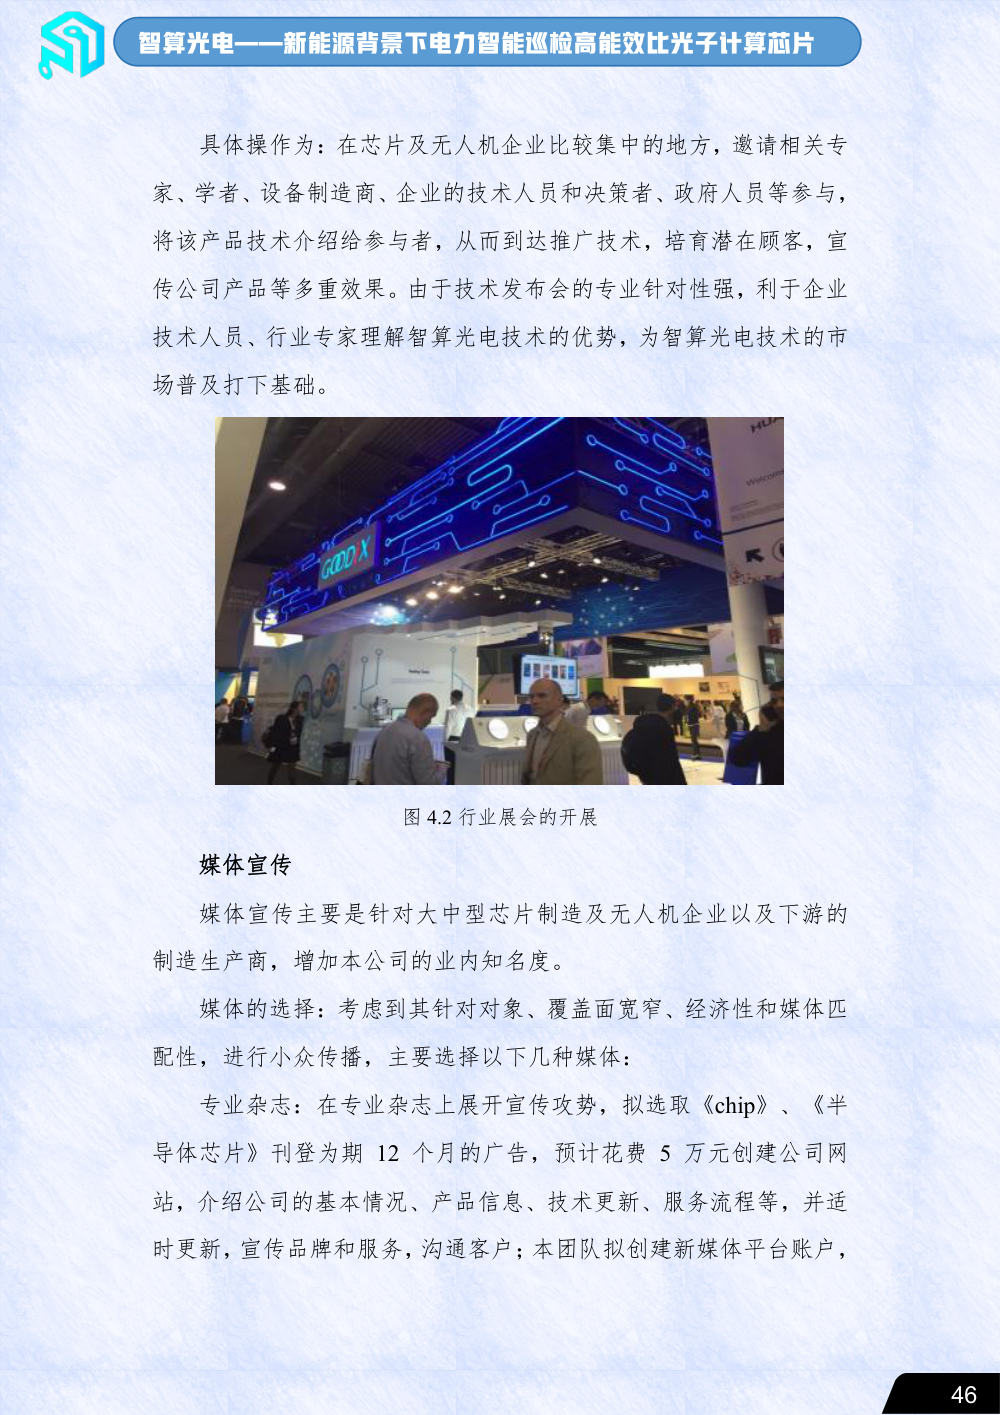 智算光电——新能源背景下电力智能巡检高能效比光子计算芯片
具体操作为：在芯片及无人机企业比较集中的地方，邀请相关专
家、学者、设备制造商、企业的技术人员和决策者、政府人员等参与，
将该产品技术介绍给参与者，从而到达推广技术，培育潜在顾客，宣
传公司产品等多重效果。由于技术发布会的专业针对性强，利于企业
技术人员、行业专家理解智算光电技术的优势，为智算光电技术的市
场普及打下基础。
HUA
Welcome
GOODIX
图 4.2 行业展会的开展
媒体宣传
媒体宣传主要是针对大中型芯片制造及无人机企业以及下游的
制造生产商，增加本公司的业内知名度。
媒体的选择：考虑到其针对对象、覆盖面宽窄、经济性和媒体匹
配性，进行小众传播，主要选择以下几种媒体：
专业杂志：在专业杂志上展开宣传攻势，拟选取《chip》、《半
导体芯片》刊登为期 12 个月的广告，预计花费 5 万元创建公司网
站，介绍公司的基本情况、产品信息、技术更新、服务流程等，并适
时更新，宣传品牌和服务，沟通客户；本团队拟创建新媒体平台账户，
46